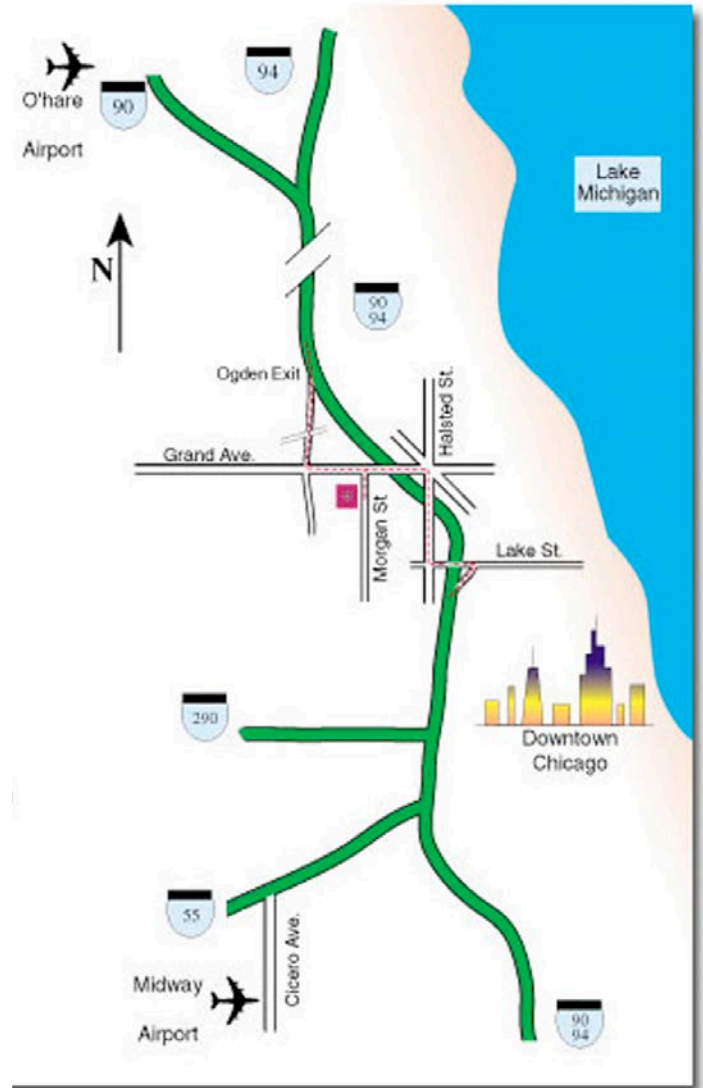 94
O'hare
90
Airport
Lake
Michigan
N
90
94
Ogden Exit
Halsted St.
Grand Ave.
Morgan St
Lake St.
290
Downtown
Chicago
55
Cicero Ave.
Midway
Airport
90
94